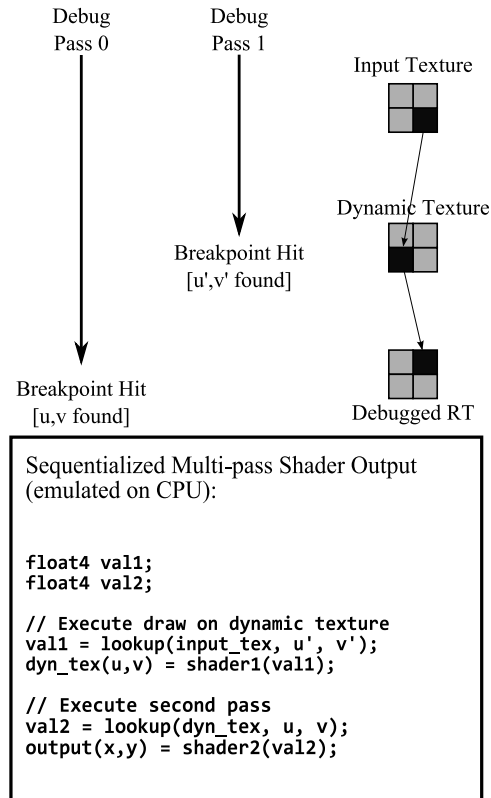 Debug
Pass 0
Debug
Pass 1
Input Texture
Dynamic Texture
Breakpoint Hit
[u',v' found]
Breakpoint Hit
[u,v found]
Debugged RT
Sequentialized Multi-pass Shader Output
(emulated on CPU):
float4 val1;
float4 val2;
// Execute draw on dynamic texture
val1 = lookup(input_tex, u', v');
dyn_tex(u,v) = shader1(val1);
// Execute second pass
val2 = lookup(dyn_tex, u, v);
output(x,y) = shader2(val2);